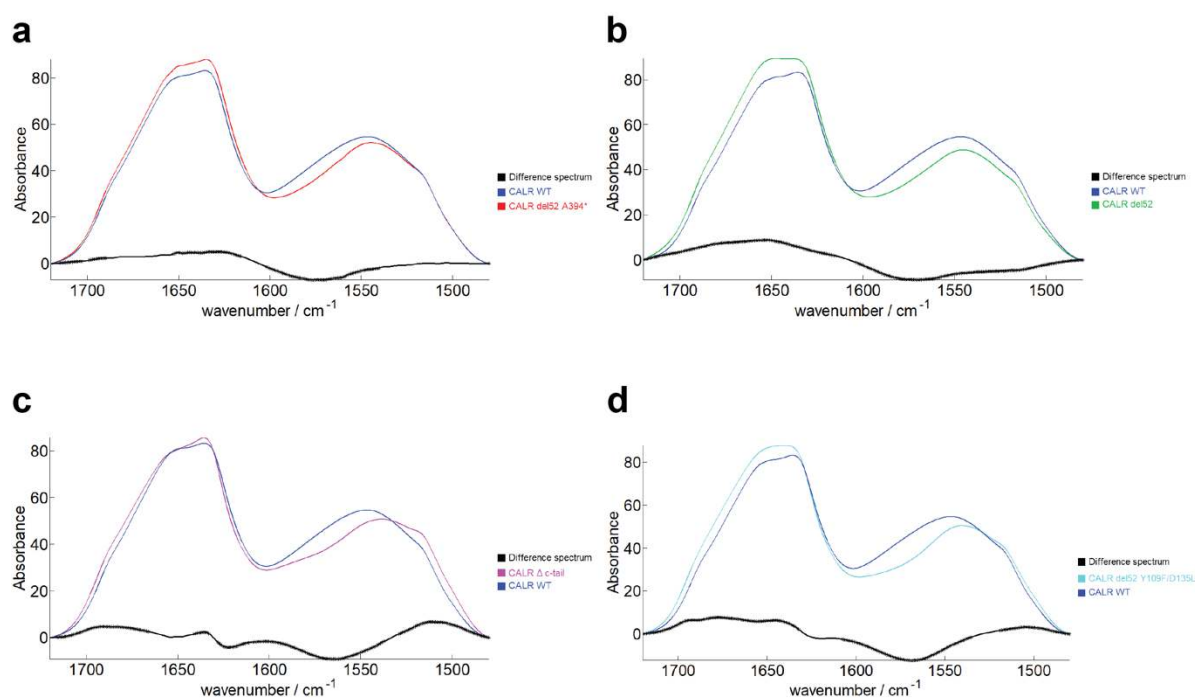 a
Absorbance
80
60
40
20
0
1700 1650 1600 1550 1500
wavenumber / cm-1
Difference spectrum
CALR WT
CALR del52 A394*
b
Absorbance
80
60
40
20
0
1700 1650 1600 1550 1500
wavenumber / cm-1
Difference spectrum
CALR WT
CALR del52
c
Absorbance
80
60
40
20
0
1700 1650 1600 1550 1500
wavenumber / cm-1
Difference spectrum
CALR Δ c-tail
CALR WT
d
Absorbance
80
60
40
20
0
1700 1650 1600 1550 1500
wavenumber / cm-1
Difference spectrum
CALR del52 Y109F/D135L
CALR WT